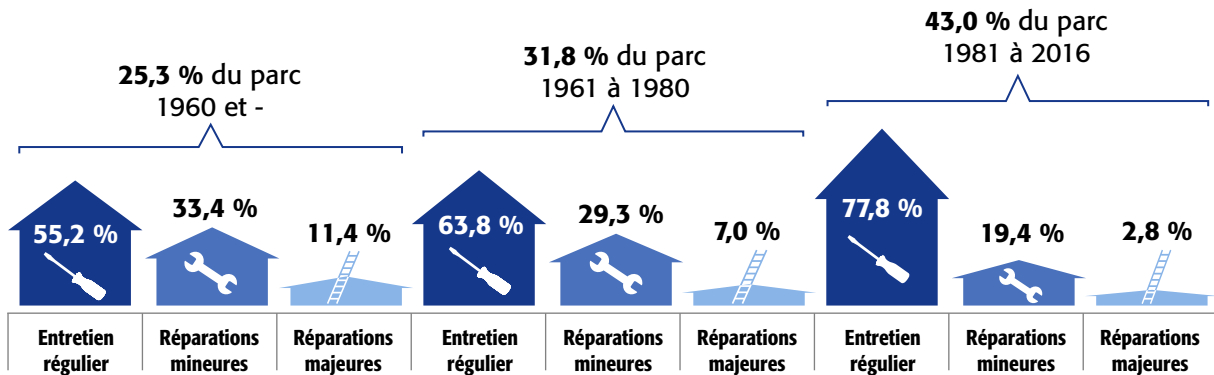 25,3 % du parc
1960 et -
31,8 % du parc
1961 à 1980
43,0 % du parc
1981 à 2016
55,2 %
33,4 %
11,4 %
63,8 %
29,3 %
7,0 %
77,8 %
19,4 %
2,8 %
Entretien
régulier
Réparations
mineures
Réparations
majeures
Entretien
régulier
Réparations
mineures
Réparations
majeures
Entretien
régulier
Réparations
mineures
Réparations
majeures